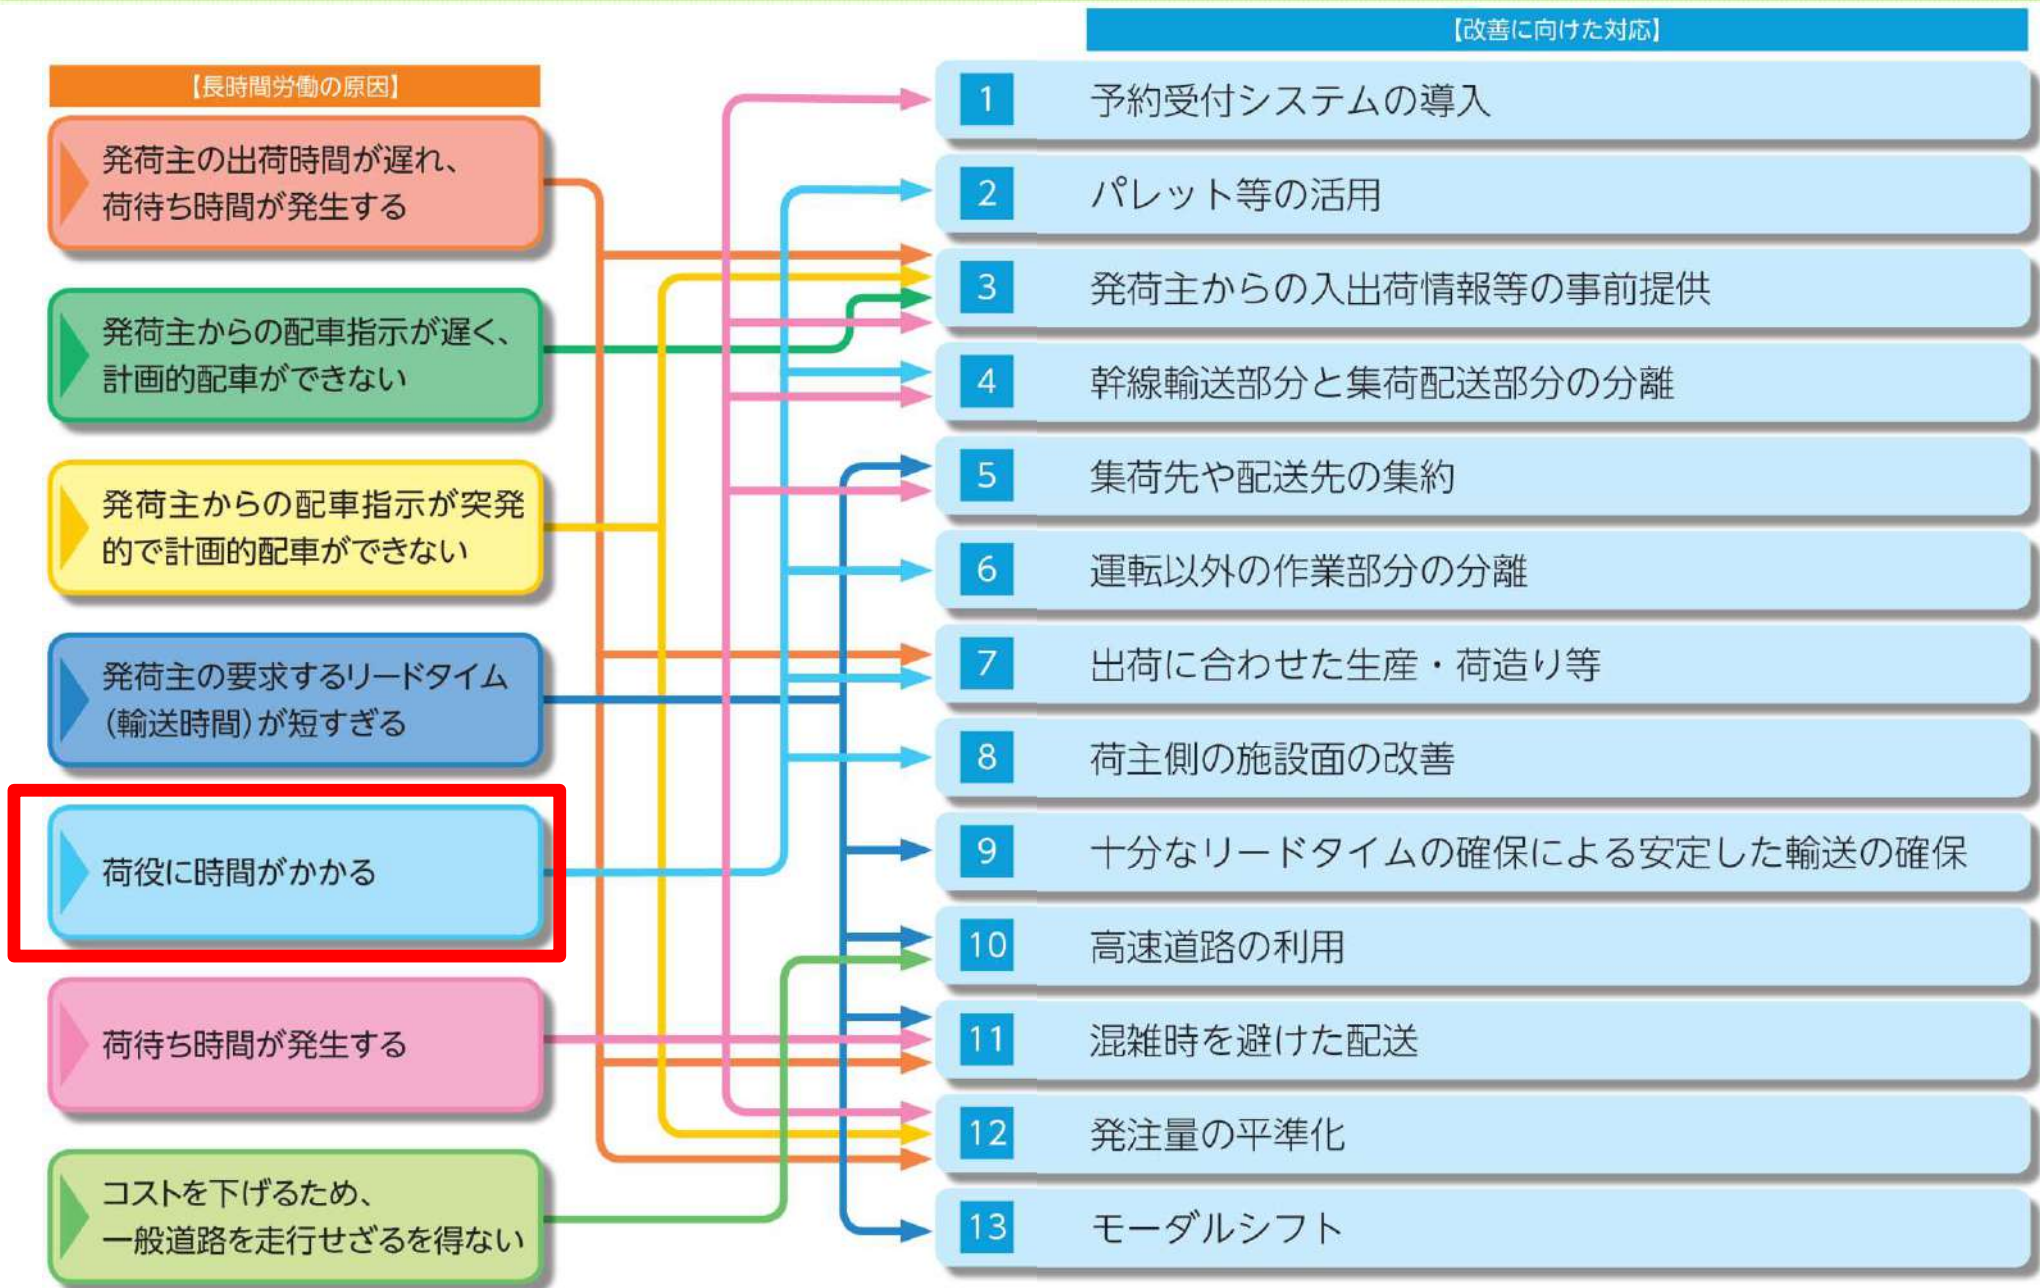 【長時間労働の原因】
発荷主の出荷時間が遅れ、
荷待ち時間が発生する
発荷主からの配車指示が遅く、
計画的配車ができない
発荷主からの配車指示が突発
的で計画的配車ができない
発荷主の要求するリードタイム
(輸送時間)が短すぎる
荷役に時間がかかる
荷待ち時間が発生する
コストを下げるため、
一般道路を走行せざるを得ない
【改善に向けた対応】
1 予約受付システムの導入
2 パレット等の活用
3 発荷主からの入出荷情報等の事前提供
4 幹線輸送部分と集荷配送部分の分離
5 集荷先や配送先の集約
6 運転以外の作業部分の分離
7 出荷に合わせた生産・荷造り等
8 荷主側の施設面の改善
9 十分なリードタイムの確保による安定した輸送の確保
10 高速道路の利用
11 混雑時を避けた配送
12 発注量の平準化
13 モーダルシフト